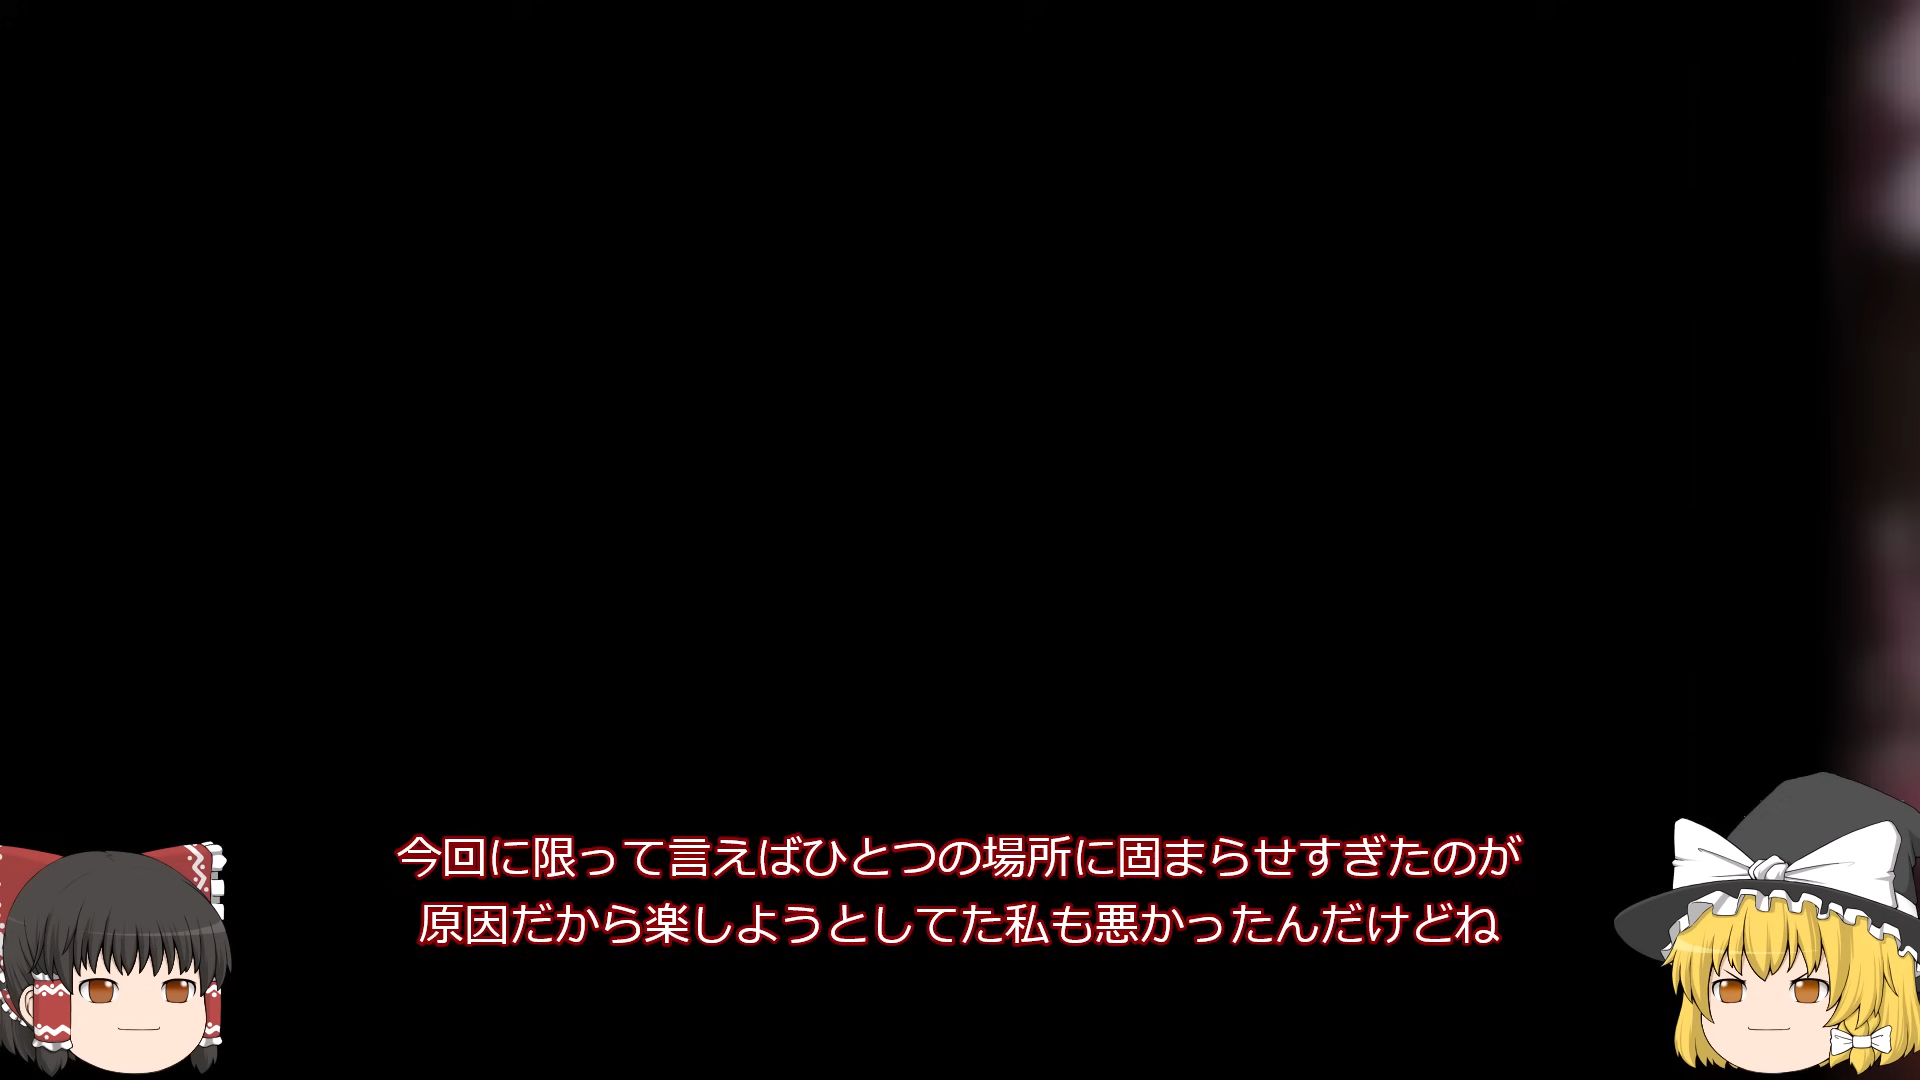 今回に限って言えばひとつの場所に固まらせすぎたのが
原因だから楽しようとしてた私も悪かったんだけどね